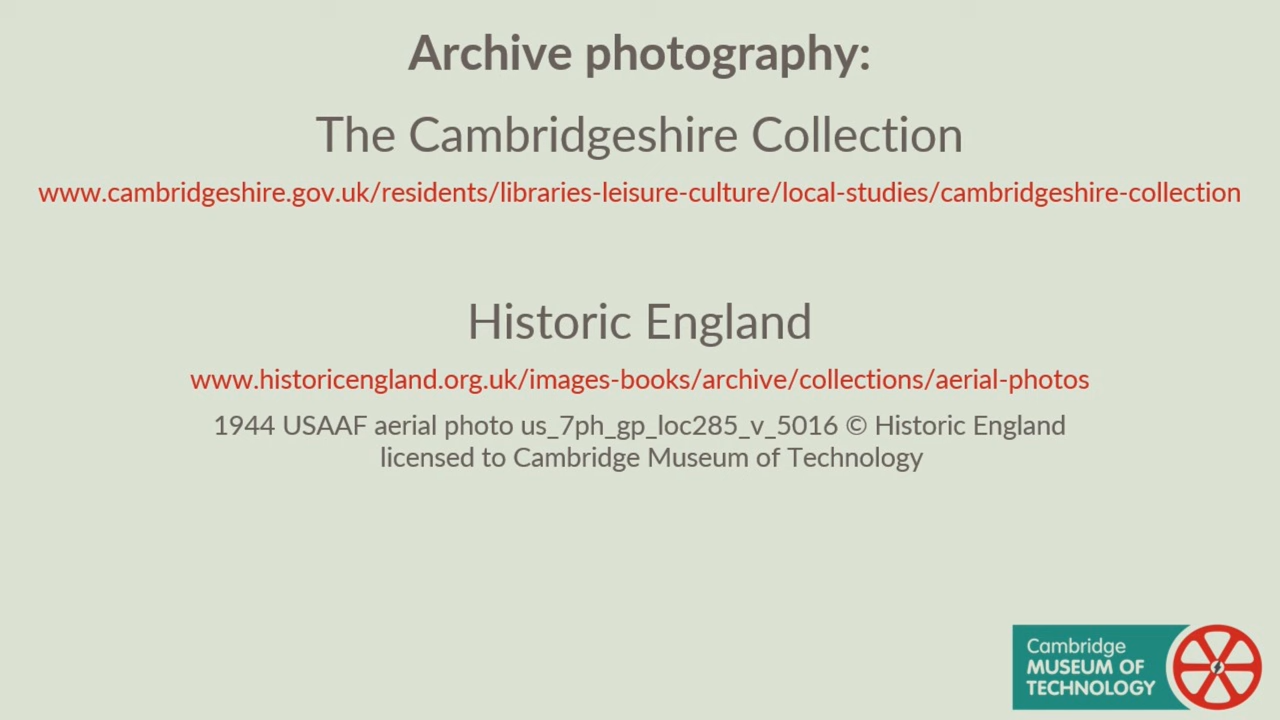 Archive photography:
The Cambridgeshire Collection
www.cambridgeshire.gov.uk/residents/libraries-leisure-culture/local-studies/cambridgeshire-collection
Historic England
www.historicengland.org.uk/images-books/archive/collections/aerial-photos
1944 USAAF aerial photo us_7ph_gp_loc285_v_5016 © Historic England
licensed to Cambridge Museum of Technology
Cambridge
MUSEUM OF
TECHNOLOGY